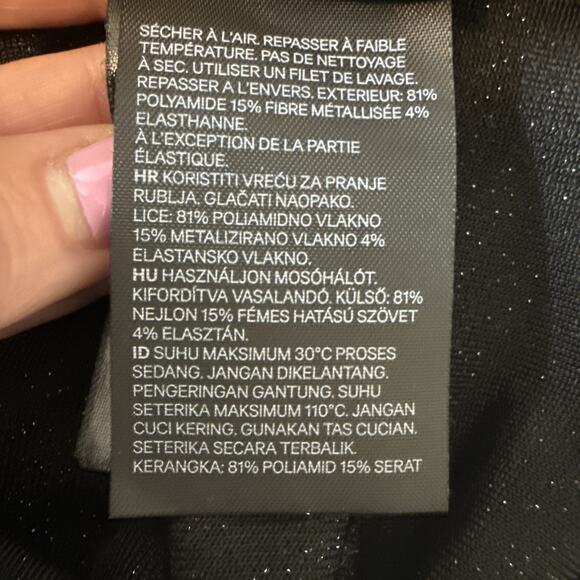 SÉCHER À L'AIR. REPASSER À FAIBLE
TEMPÉRATURE. PAS DE NETTOYAGE
À SEC. UTILISER UN FILET DE LAVAGE.
REPASSER A L'ENVERS. EXTERIEUR: 81%
POLYAMIDE 15% FIBRE MÉTALLISÉE 4%
ELASTHANNE.
À L'EXCEPTION DE LA PARTIE
ÉLASTIQUE.
HR KORISTITI VREĆU ZA PRANJE
RUBLJA. GLAČATI NAOPAKO.
LICE: 81% POLIAMIDNO VLAKNO
15% METALIZIRANO VLAKNO 4%
ELASTANSKO VLAKNO.
HU HASZNÁLJON MOSÓHÁLÓT.
KIFORDÍTVA VASALANDÓ. KÜLSŐ: 81%
NEJLON 15% FÉMES HATÁSÚ SZÖVET
4% ELASZTÁN.
ID SUHU MAKSIMUM 30°C PROSES
SEDANG. JANGAN DIKELANTANG.
PENGERINGAN GANTUNG. SUHU
SETERIKA MAKSIMUM 110°C. JANGAN
CUCI KERING. GUNAKAN TAS CUCIAN.
SETERIKA SECARA TERBALIK.
KERANGKA: 81% POLIAMID 15% SERAT